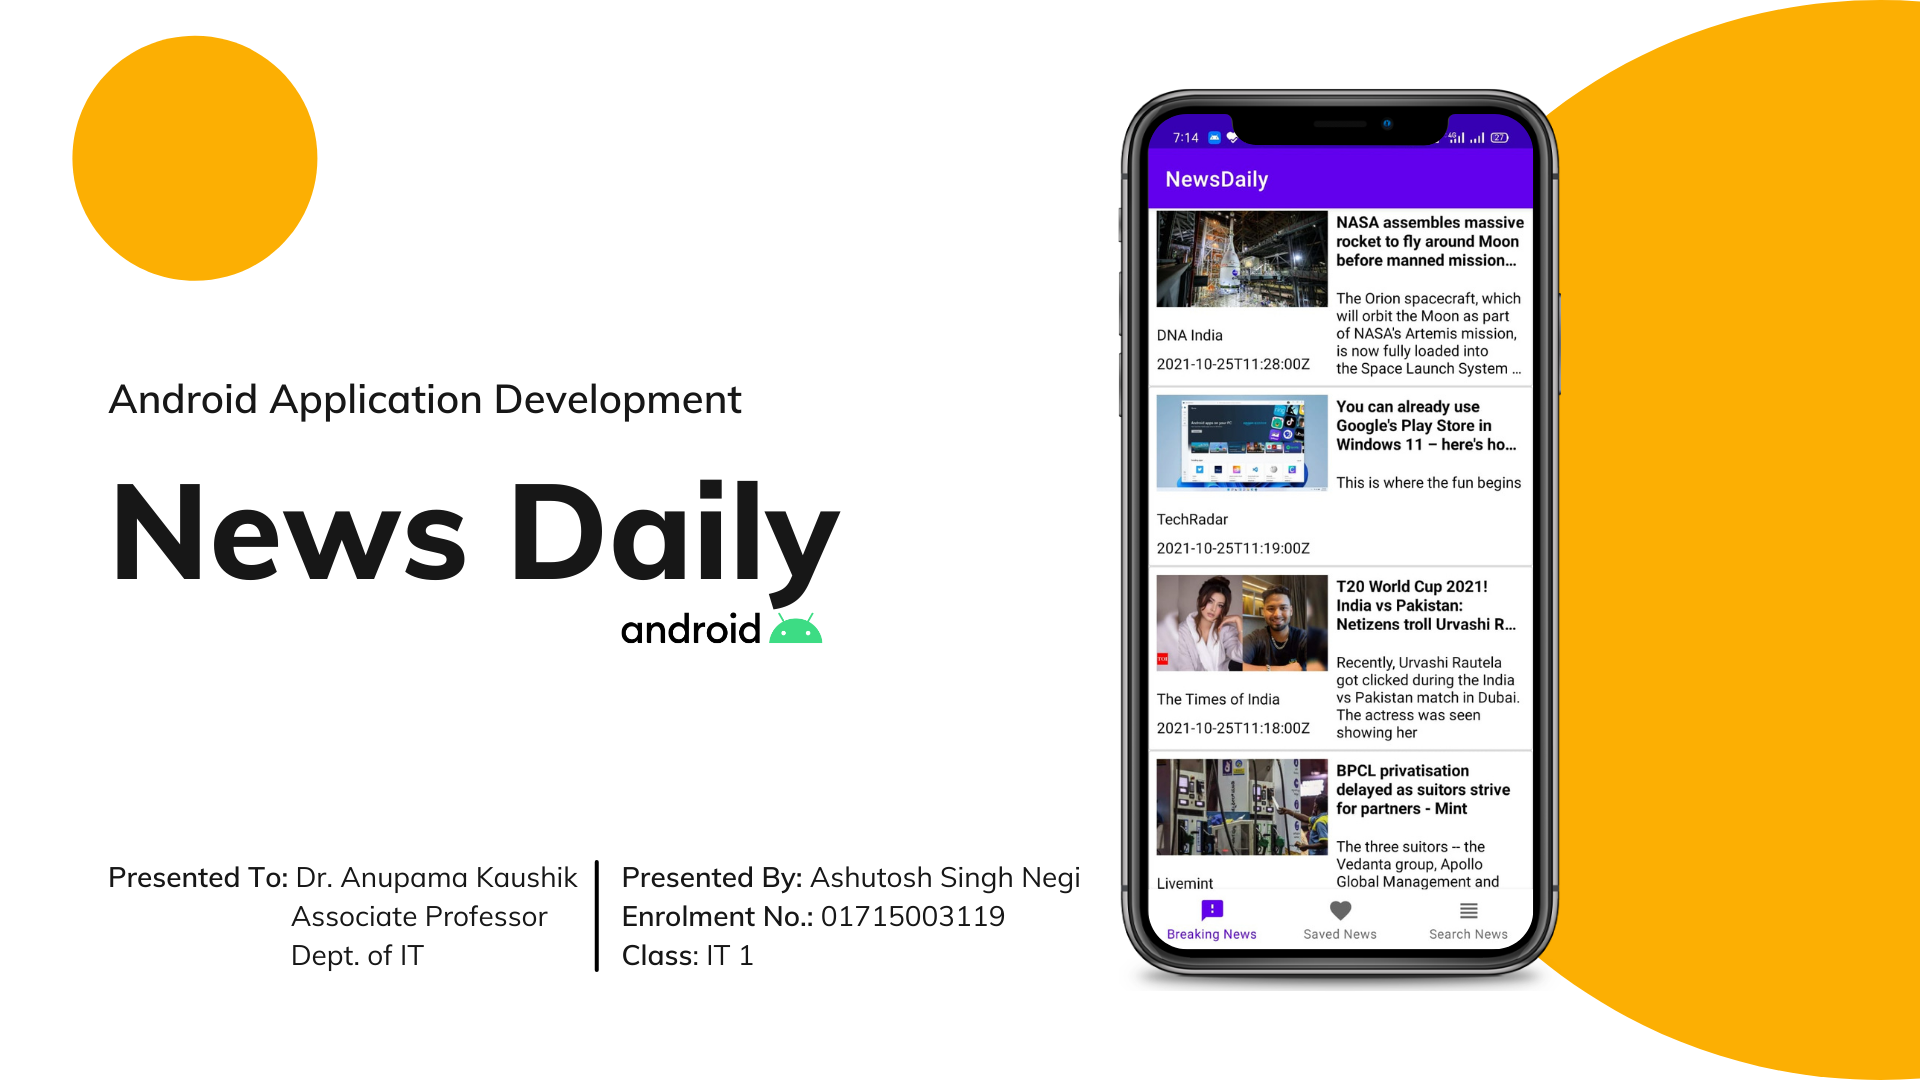 Android Application Development
News Daily
android
Presented To: Dr. Anupama Kaushik
Associate Professor
Dept. of IT
Presented By: Ashutosh Singh Negi
Enrolment No.: 01715003119
Class: IT 1
7:14
4G
27
NewsDaily
NASA assembles massive
rocket to fly around Moon
before manned mission...
The Orion spacecraft, which
will orbit the Moon as part
of NASA's Artemis mission,
is now fully loaded into
the Space Launch System ...
DNA India
2021-10-25T11:28:00Z
You can already use
Google's Play Store in
Windows 11 – here's ho...
This is where the fun begins
TechRadar
2021-10-25T11:19:00Z
T20 World Cup 2021!
India vs Pakistan:
Netizens troll Urvashi R...
Recently, Urvashi Rautela
got clicked during the India
vs Pakistan match in Dubai.
The actress was seen
showing her
TOI
The Times of India
2021-10-25T11:18:00Z
BPCL privatisation
delayed as suitors strive
for partners - Mint
The three suitors -- the
Vedanta group, Apollo
Global Management and
Livemint
Breaking News
Saved News
Search News